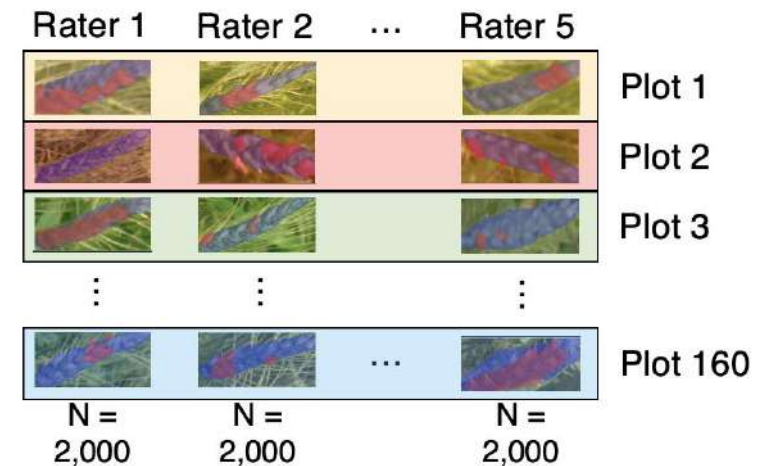 Rater 1 Rater 2 ... Rater 5
Plot 1
Plot 2
Plot 3
⋮ ⋮ ⋮
... Plot 160
N = N = N =
2,000 2,000 2,000